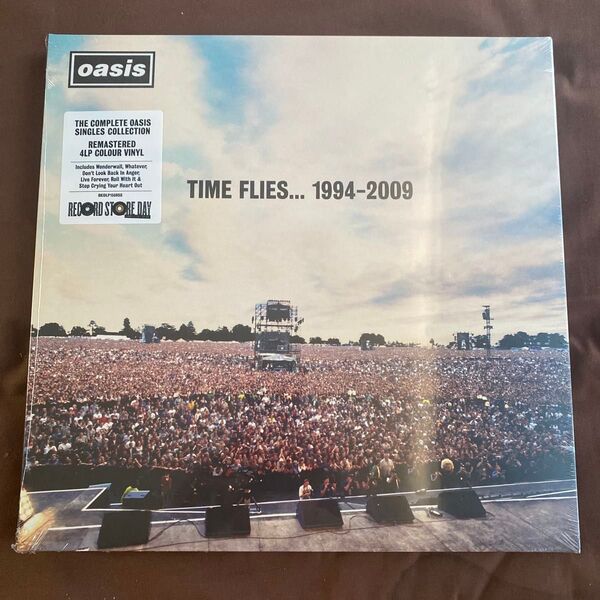 oasis
THE COMPLETE OASIS
SINGLES COLLECTION
REMASTERED
4LP COLOUR VINYL
Includes Wonderwall, Whatever,
Don't Look Back In Anger,
Live Forever, Roll With It &
Stop Crying Your Heart Out
RECORD STORE DAY
TIME FLIES... 1994-2009